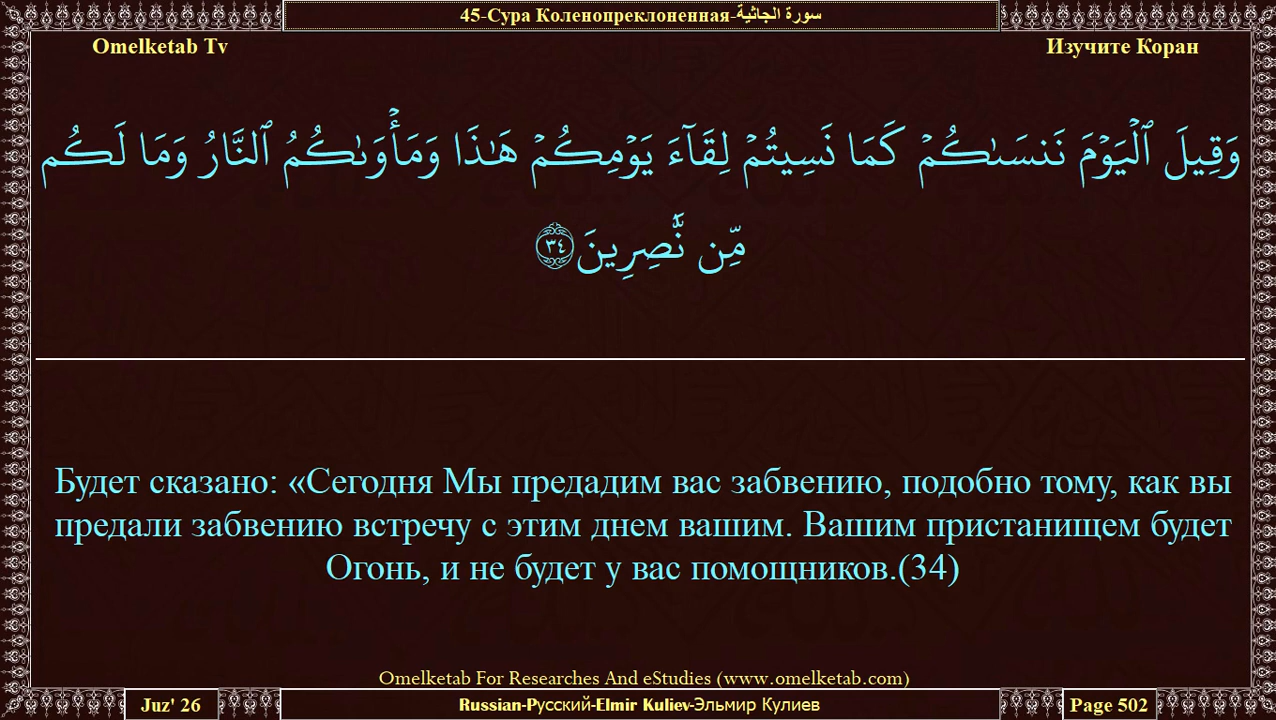 45-Сура Коленопреклоненная-سورة الجاثية
Omelketab Tv
Изучите Коран
وَقِيلَ ٱلۡيَوۡمَ نَنسَىٰكُمۡ كَمَا نَسِيتُمۡ لِقَآءَ يَوۡمِكُمۡ هَٰذَا وَمَأۡوَىٰكُمُ ٱلنَّارُ وَمَا لَكُم
مِّن نَّٰصِرِينَ ٣٤
Будет сказано: «Сегодня Мы предадим вас забвению, подобно тому, как вы
предали забвению встречу с этим днем вашим. Вашим пристанищем будет
Огонь, и не будет у вас помощников.(34)
Omelketab For Researches And eStudies (www.omelketab.com)
Juz' 26
Russian-Русский-Elmir Kuliev-Эльмир Кулиев
Page 502